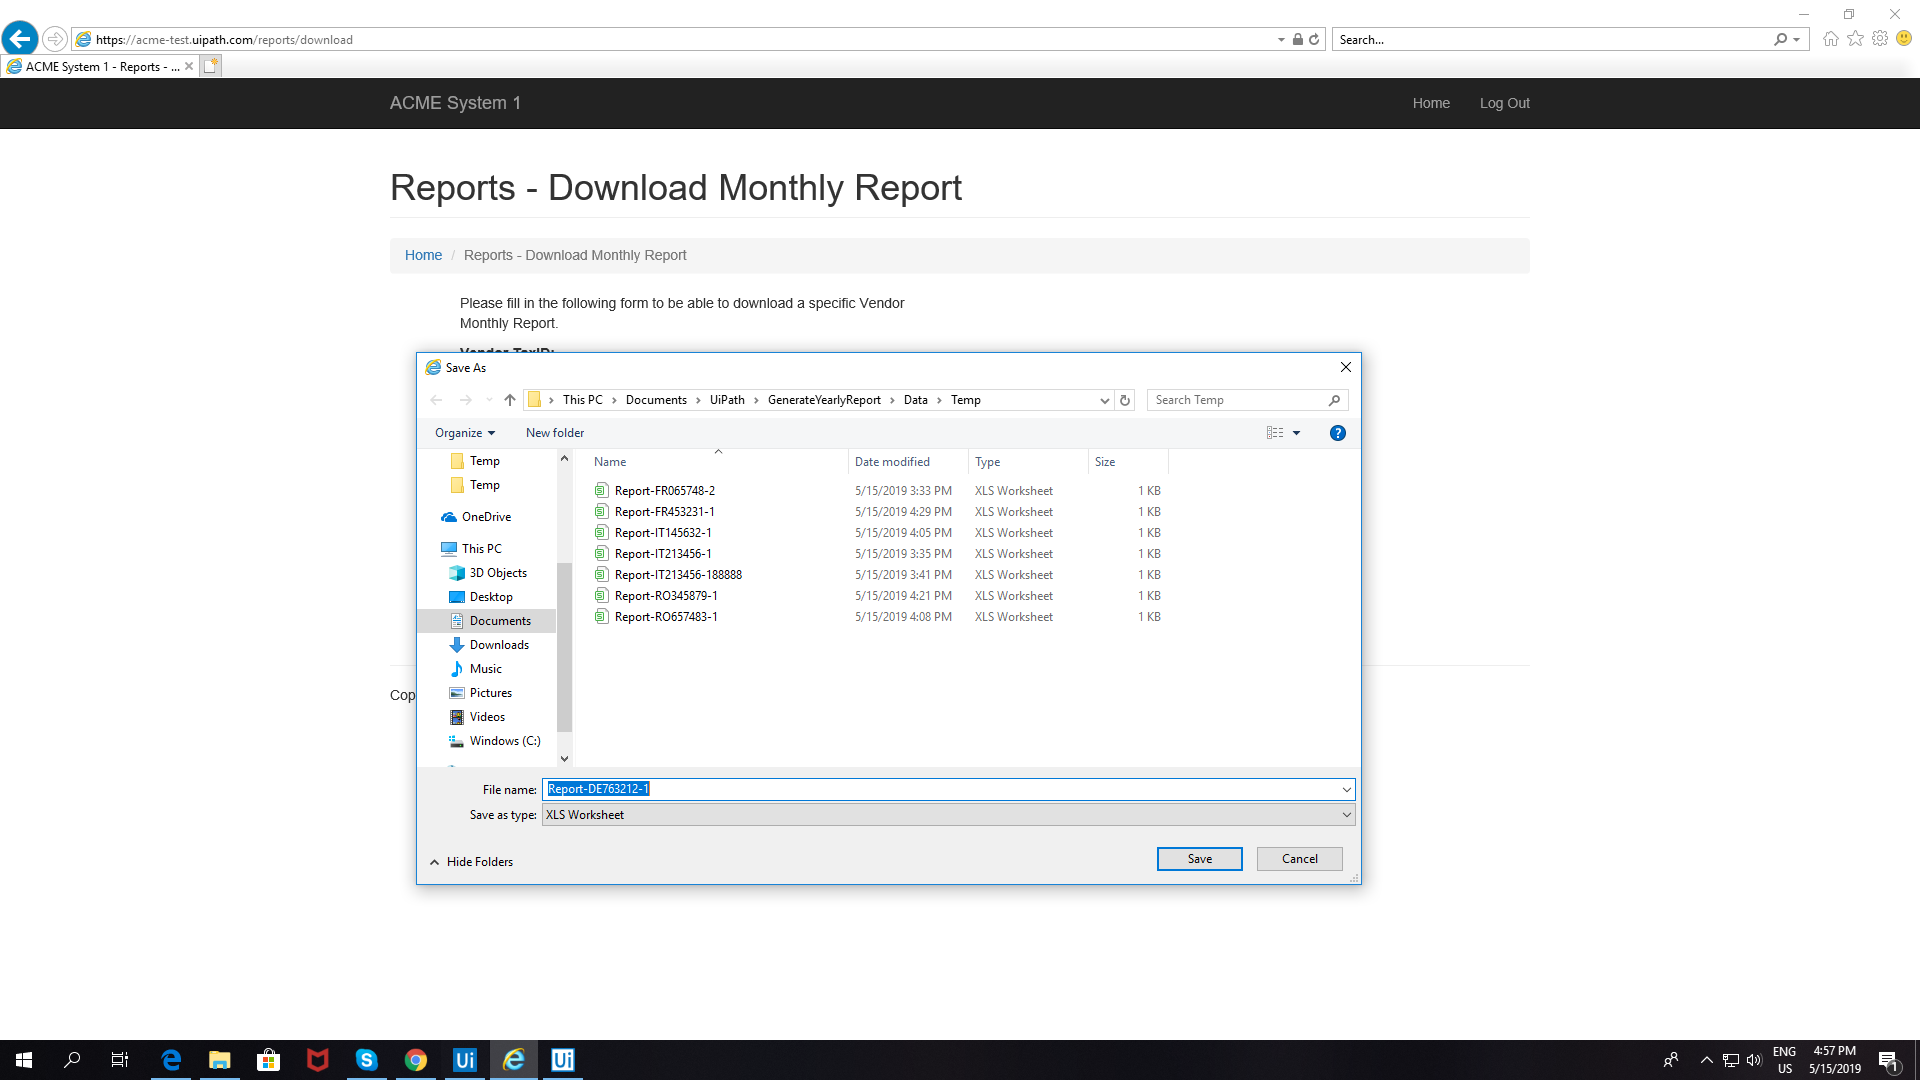 https://acme-test.uipath.com/reports/download
Search...
ACME System 1 - Reports - ...
ACME System 1
Home
Log Out
Reports - Download Monthly Report
Home / Reports - Download Monthly Report
Please fill in the following form to be able to download a specific Vendor
Monthly Report.
Vendor TaxID:
Save As
This PC > Documents > UiPath > GenerateYearlyReport > Data > Temp
Search Temp
Organize
New folder
?
Temp
Temp
OneDrive
This PC
3D Objects
Desktop
Documents
Downloads
Music
Pictures
Videos
Windows (C:)
Name Date modified Type Size
Report-FR065748-2 5/15/2019 3:33 PM XLS Worksheet 1 KB
Report-FR453231-1 5/15/2019 4:29 PM XLS Worksheet 1 KB
Report-IT145632-1 5/15/2019 4:05 PM XLS Worksheet 1 KB
Report-IT213456-1 5/15/2019 3:35 PM XLS Worksheet 1 KB
Report-IT213456-188888 5/15/2019 3:41 PM XLS Worksheet 1 KB
Report-RO345879-1 5/15/2019 4:21 PM XLS Worksheet 1 KB
Report-RO657483-1 5/15/2019 4:08 PM XLS Worksheet 1 KB
Cop
File name: Report-DE763212-1
Save as type: XLS Worksheet
Hide Folders
Save
Cancel
Ui
Ui
ENG
US
4:57 PM
5/15/2019
1